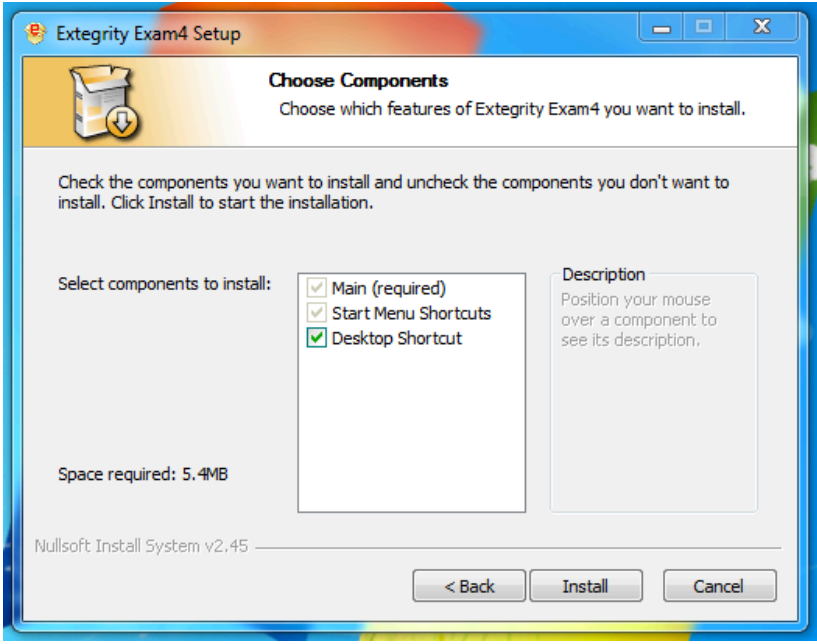 Extegrity Exam4 Setup
Choose Components
Choose which features of Extegrity Exam4 you want to install.
Check the components you want to install and uncheck the components you don't want to
install. Click Install to start the installation.
Select components to install:
Main (required)
Start Menu Shortcuts
Desktop Shortcut
Description
Position your mouse
over a component to
see its description.
Space required: 5.4MB
Nullsoft Install System v2.45
< Back
Install
Cancel